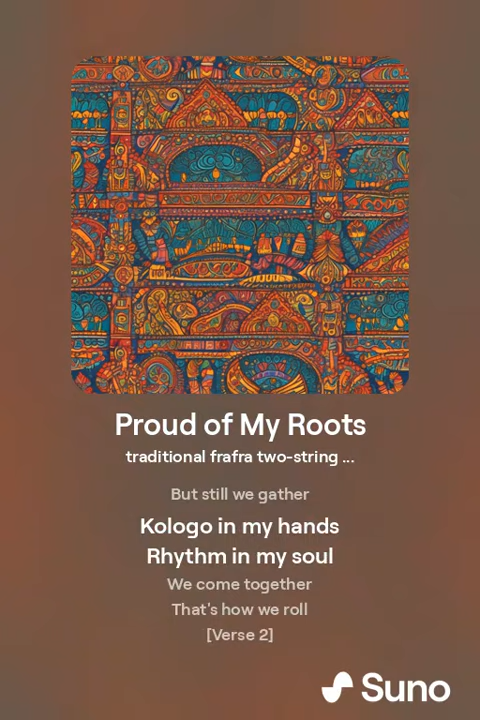 Proud of My Roots
traditional frafra two-string ...
But still we gather
Kologo in my hands
Rhythm in my soul
We come together
That's how we roll
[Verse 2]
Suno